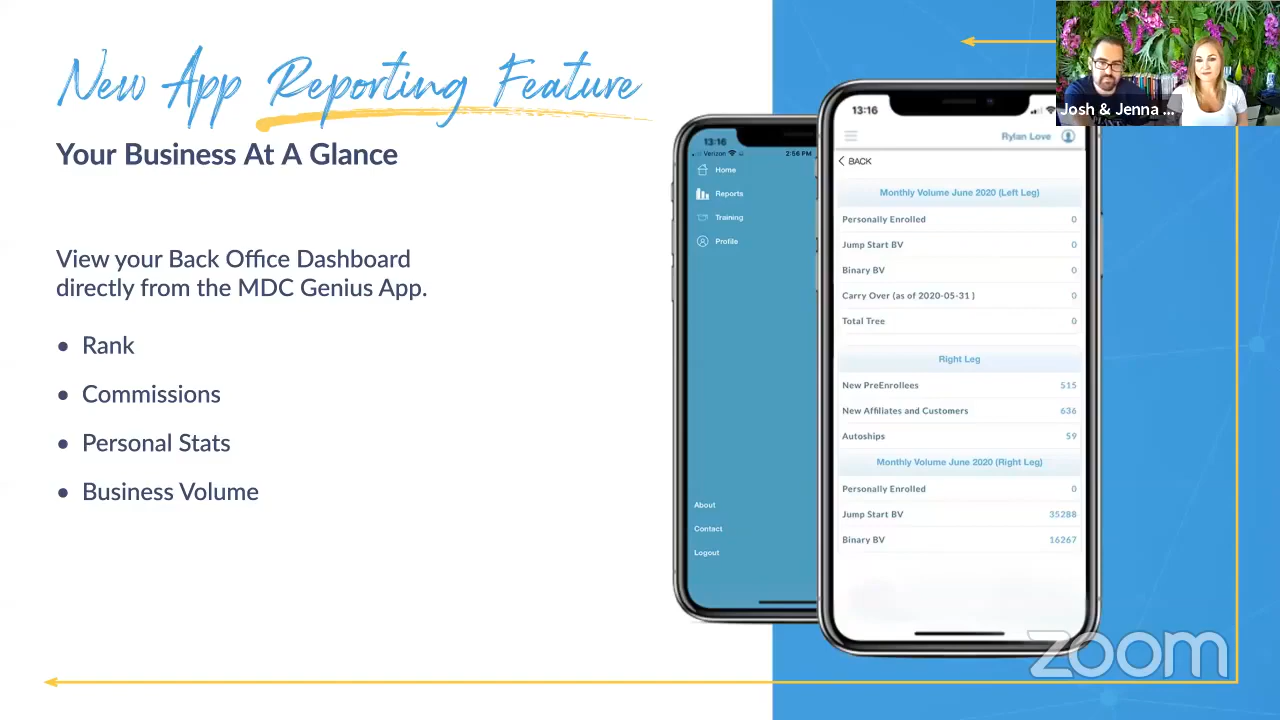 New App Reporting Feature
Your Business At A Glance
View your Back Office Dashboard
directly from the MDC Genius App.
• Rank
• Commissions
• Personal Stats
• Business Volume
13:16
Verizon 2:56 PM
Home
Reports
Training
Profile
About
Contact
Logout
13:16
Rylan Love
BACK
Monthly Volume June 2020 (Left Leg)
Personally Enrolled 0
Jump Start BV 0
Binary BV 0
Carry Over (as of 2020-05-31 ) 0
Total Tree 0
Right Leg
New PreEnrollees 515
New Affiliates and Customers 636
Autoships 59
Monthly Volume June 2020 (Right Leg)
Personally Enrolled 0
Jump Start BV 35288
Binary BV 16267
Josh & Jenna ...
zoom